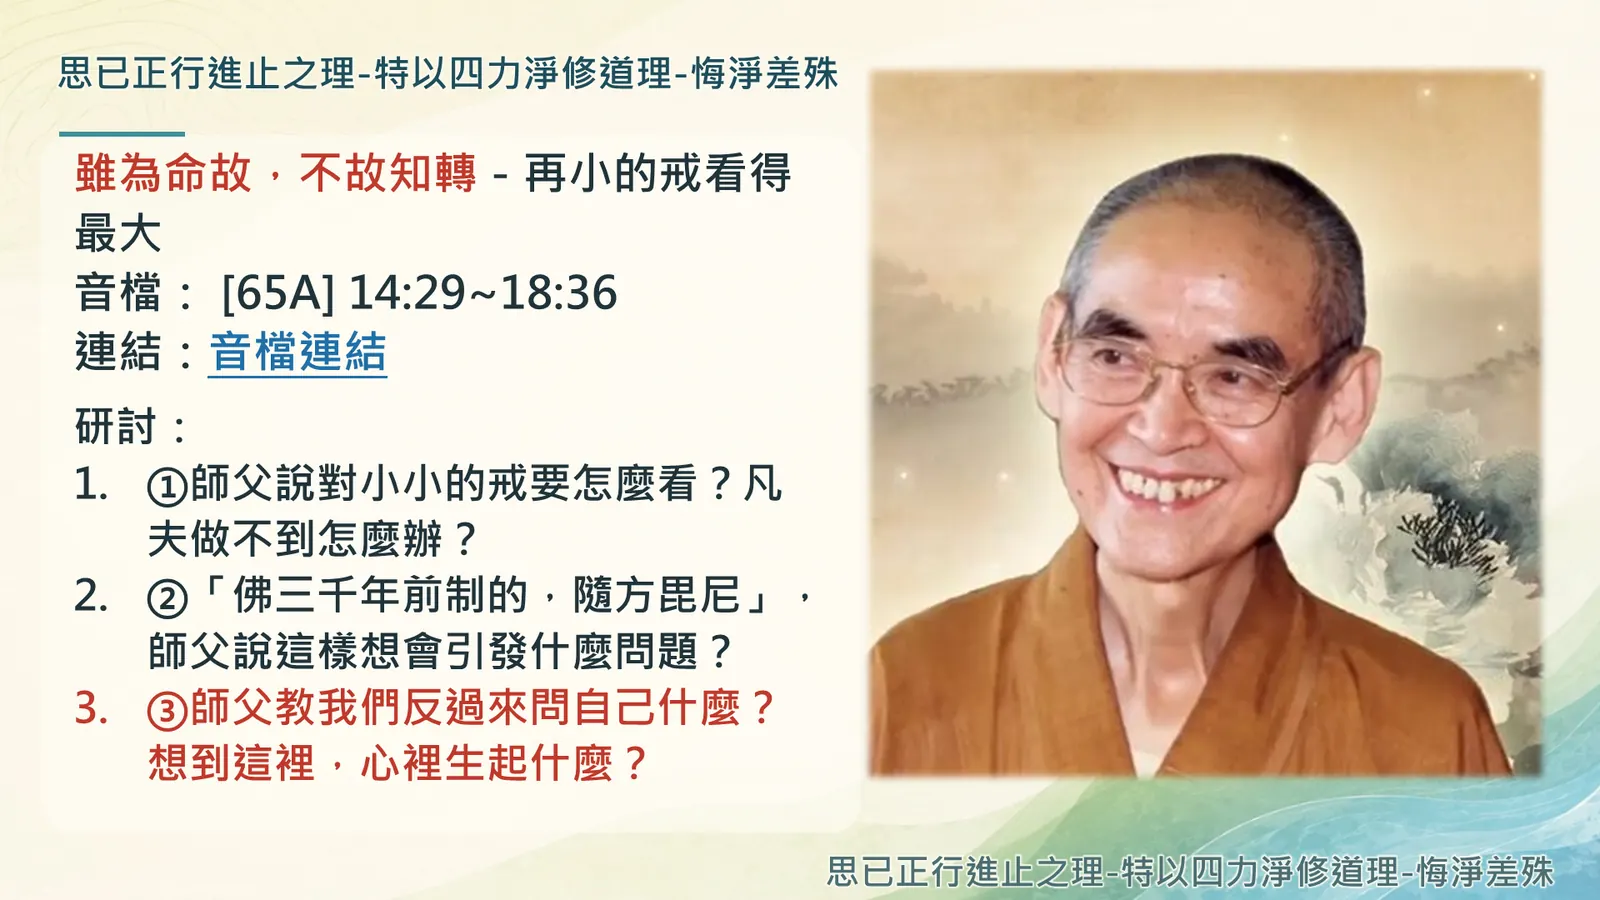 思已正行進止之理-特以四力淨修道理-悔淨差殊
雖為命故，不故知轉 - 再小的戒看得
最大
音檔： [65A] 14:29~18:36
連結：音檔連結
研討：
1. ①師父說對小小的戒要怎麼看？凡
夫做不到怎麼辦？
2. ②「佛三千年前制的，隨方毘尼」，
師父說這樣想會引發什麼問題？
3. ③師父教我們反過來問自己什麼？
想到這裡，心裡生起什麼？
思已正行進止之理-特以四力淨修道理-悔淨差殊